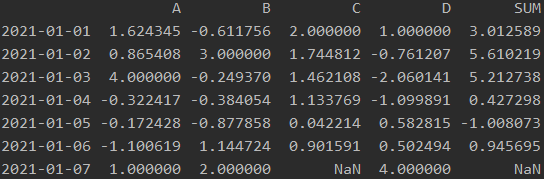 A B C D SUM
2021-01-01 1.624345 -0.611756 2.000000 1.000000 3.012589
2021-01-02 0.865408 3.000000 1.744812 -0.761207 5.610219
2021-01-03 4.000000 -0.249370 1.462108 -2.060141 5.212738
2021-01-04 -0.322417 -0.384054 1.133769 -1.099891 0.427298
2021-01-05 -0.172428 -0.877858 0.042214 0.582815 -1.008073
2021-01-06 -1.100619 1.144724 0.901591 0.502494 0.945695
2021-01-07 1.000000 2.000000 NaN 4.000000 NaN